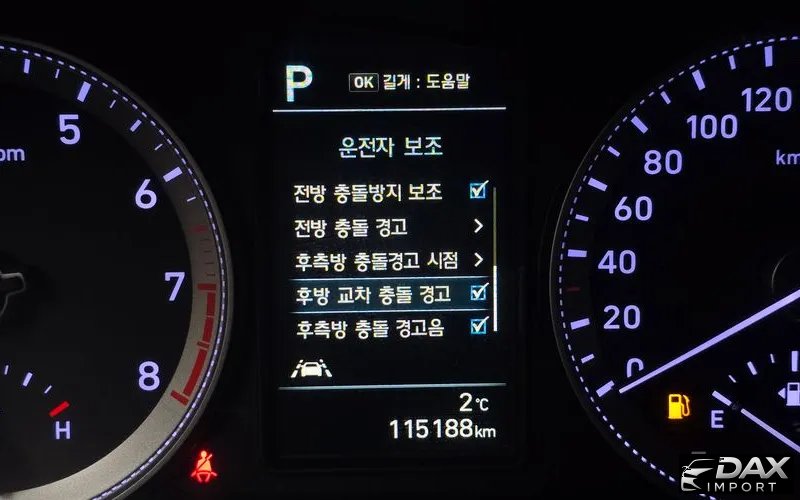 P
OK 길게 : 도움말
운전자 보조
전방 충돌방지 보조
전방 충돌 경고
후측방 충돌경고 시점
후방 교차 충돌 경고
후측방 충돌 경고음
2°C
115188km
5
6
7
8
H
0
20
40
60
80
100
120
E
DAX
IMPORT